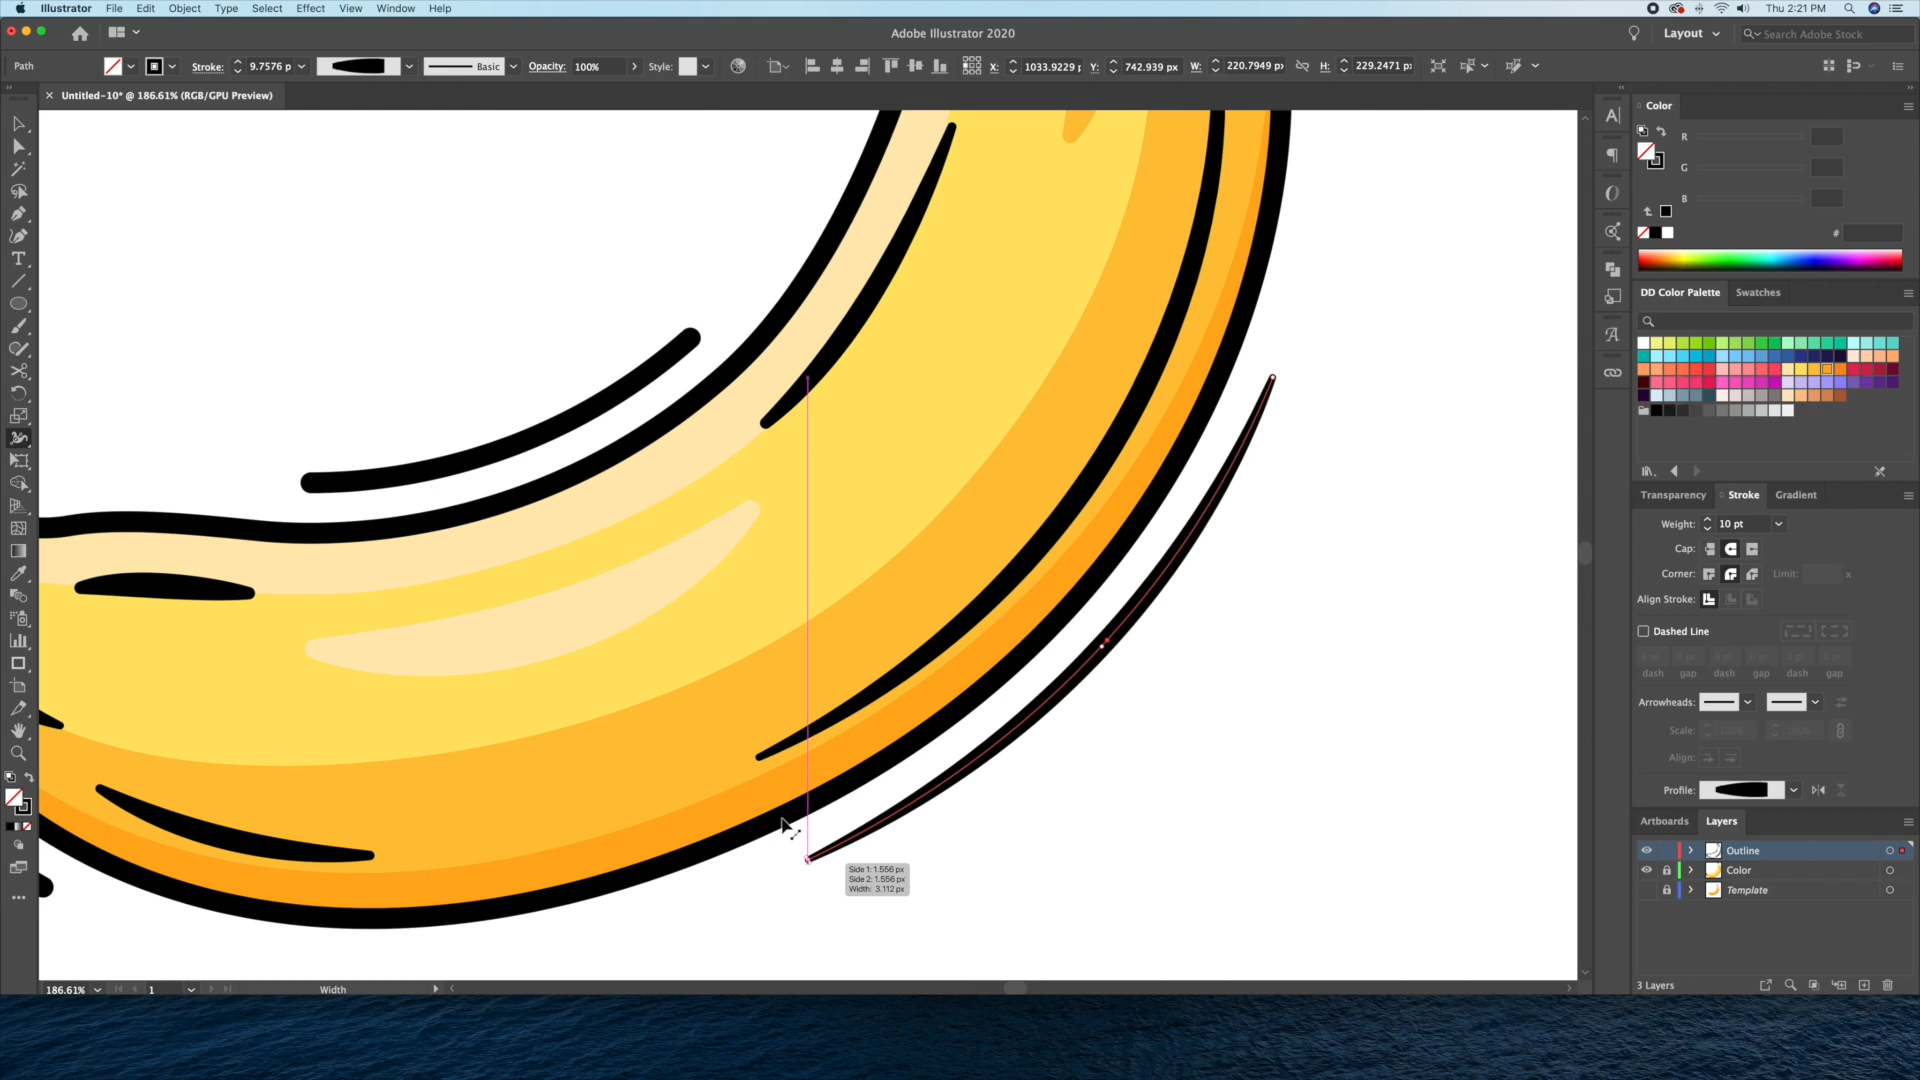 Illustrator File Edit Object Type Select Effect View Window Help
Thu 2:21 PM
Adobe Illustrator 2020
Layout
Search Adobe Stock
Path
Stroke: 9.7576 p
Basic
Opacity: 100%
Style:
X: 1033.9229
Y: 742.939 px
W: 220.7949 p
H: 229.2471 p
× Untitled-10* @ 186.61% (RGB/GPU Preview)
Color
R
G
B
#
DD Color Palette Swatches
Transparency Stroke Gradient
Weight: 10 pt
Cap:
Corner: Limit: x
Align Stroke:
Dashed Line
dash gap dash gap dash gap
Arrowheads:
Scale: 100% 100%
Align:
Profile:
Artboards Layers
Outline
Color
Template
3 Layers
Side 1: 1.556 px
Side 2: 1.556 px
Width: 3.112 px
186.61% 1 Width